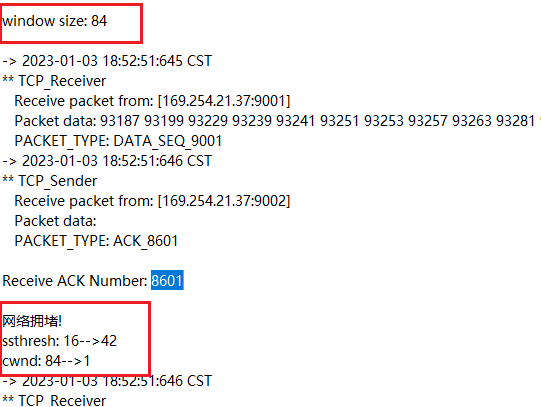 window size: 84
-> 2023-01-03 18:52:51:645 CST
** TCP_Receiver
Receive packet from: [169.254.21.37:9001]
Packet data: 93187 93199 93229 93239 93241 93251 93253 93257 93263 93281
PACKET_TYPE: DATA_SEQ_9001
-> 2023-01-03 18:52:51:646 CST
** TCP_Sender
Receive packet from: [169.254.21.37:9002]
Packet data:
PACKET_TYPE: ACK_8601
Receive ACK Number: 8601
网络拥堵!
ssthresh: 16-->42
cwnd: 84-->1
-> 2023-01-03 18:52:51:646 CST
** TCP_Receiver